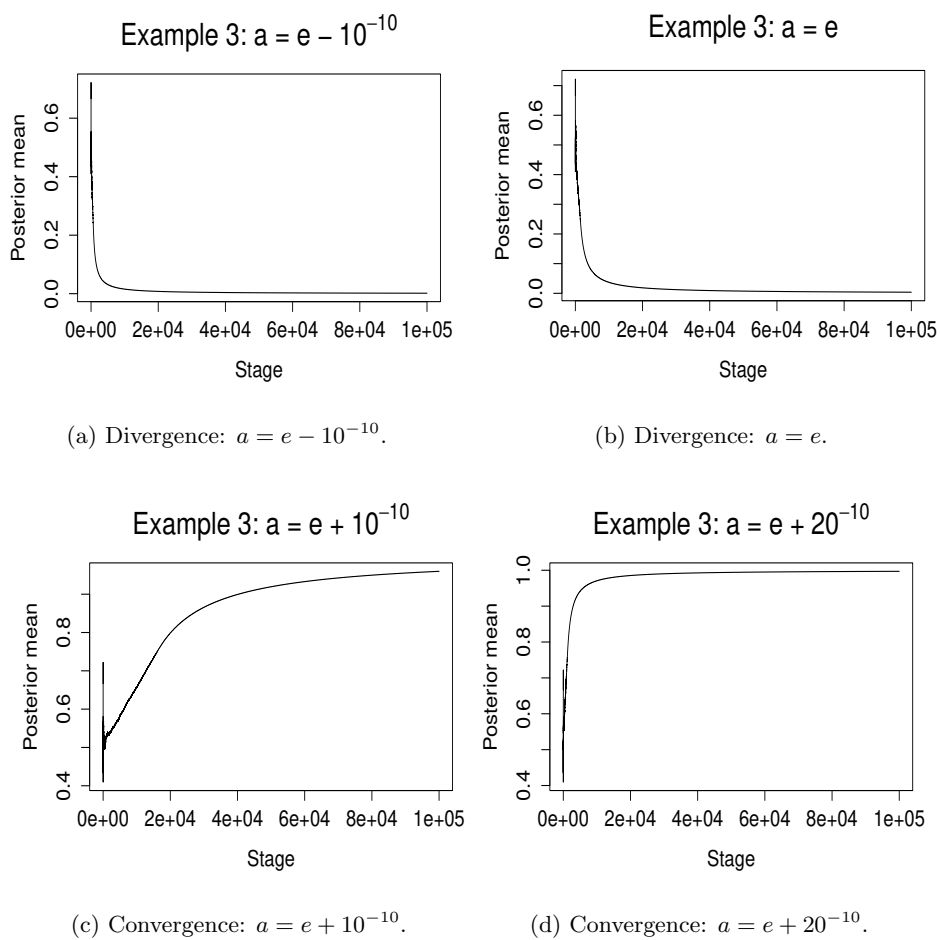 Example 3: a = e − 10⁻¹⁰
Posterior mean
0.6
0.4
0.2
0.0
0e+00 2e+04 4e+04 6e+04 8e+04 1e+05
Stage
(a) Divergence: a = e − 10⁻¹⁰.
Example 3: a = e
Posterior mean
0.6
0.4
0.2
0.0
0e+00 2e+04 4e+04 6e+04 8e+04 1e+05
Stage
(b) Divergence: a = e.
Example 3: a = e + 10⁻¹⁰
Posterior mean
0.8
0.6
0.4
0e+00 2e+04 4e+04 6e+04 8e+04 1e+05
Stage
(c) Convergence: a = e + 10⁻¹⁰.
Example 3: a = e + 20⁻¹⁰
Posterior mean
1.0
0.8
0.6
0.4
0e+00 2e+04 4e+04 6e+04 8e+04 1e+05
Stage
(d) Convergence: a = e + 20⁻¹⁰.